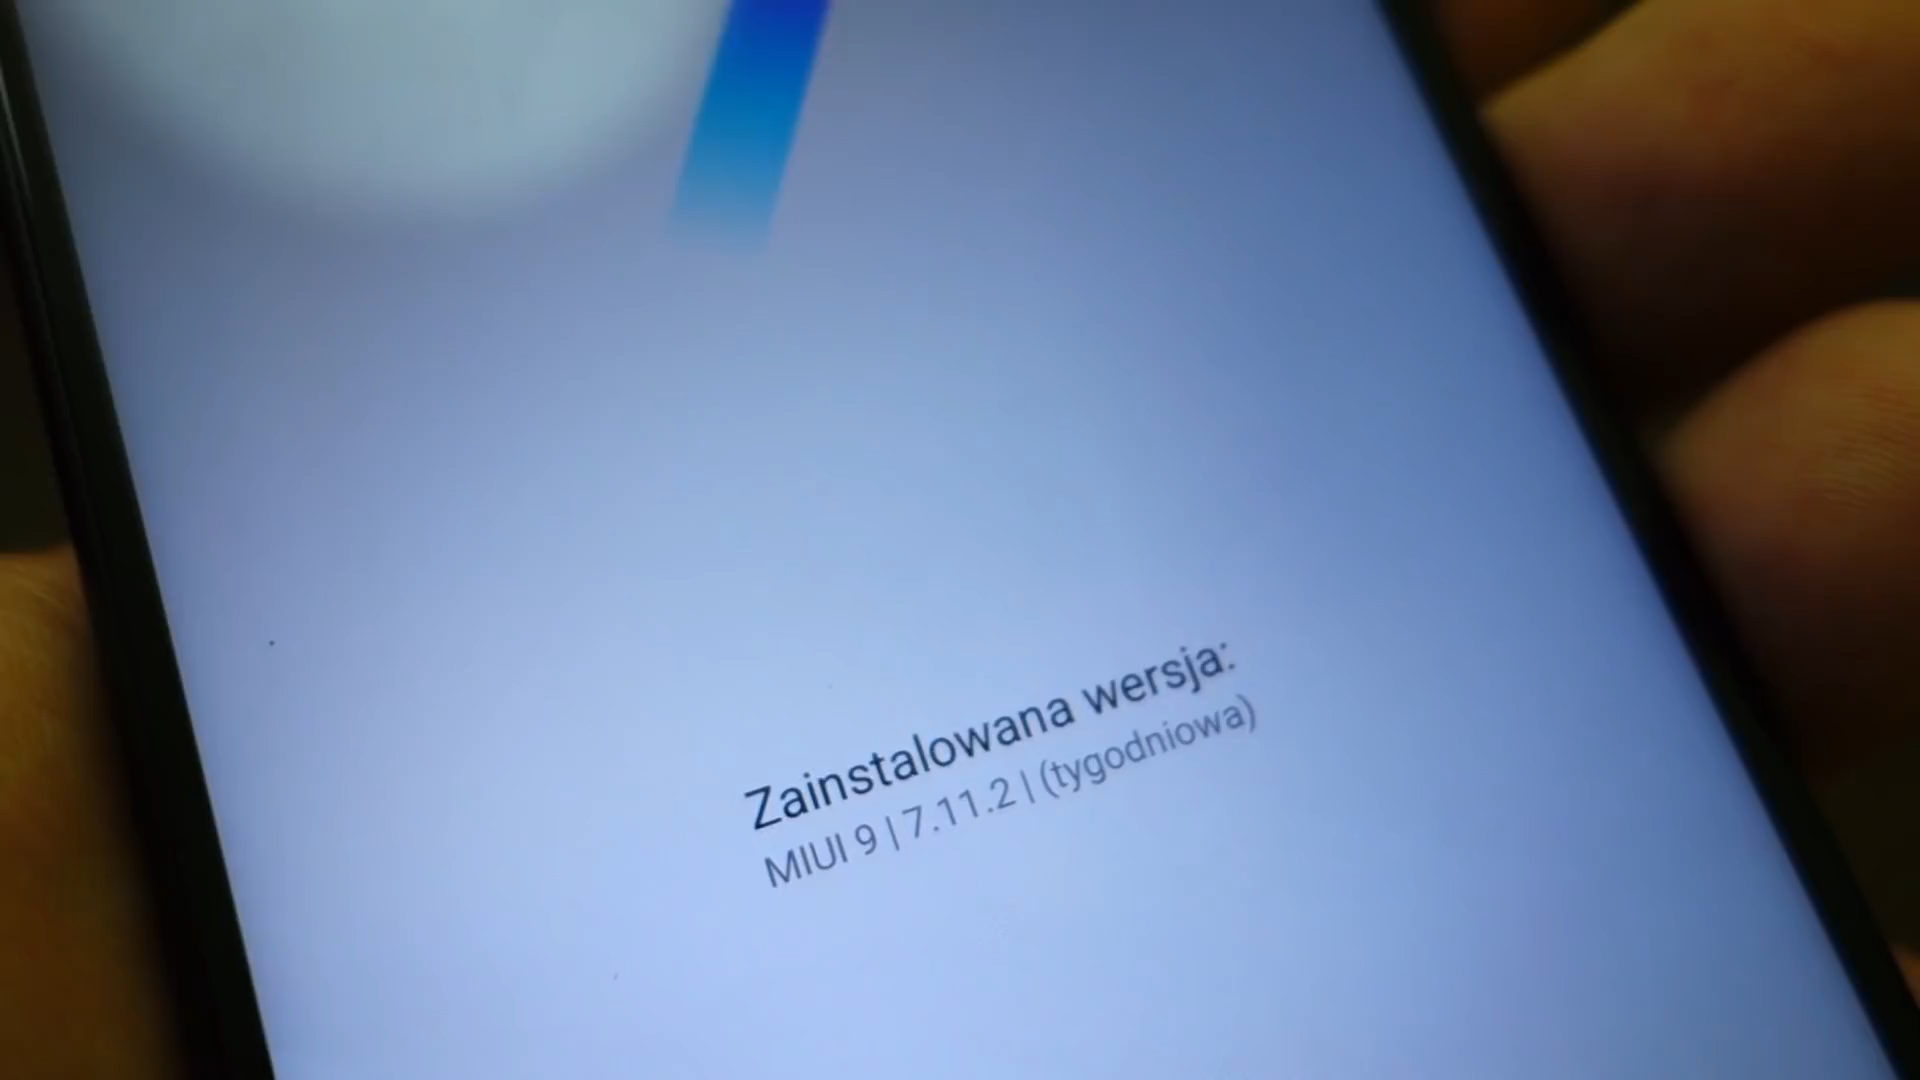 Zainstalowana wersja:
MIUI 9 | 7.11.2 | (tygodniowa)